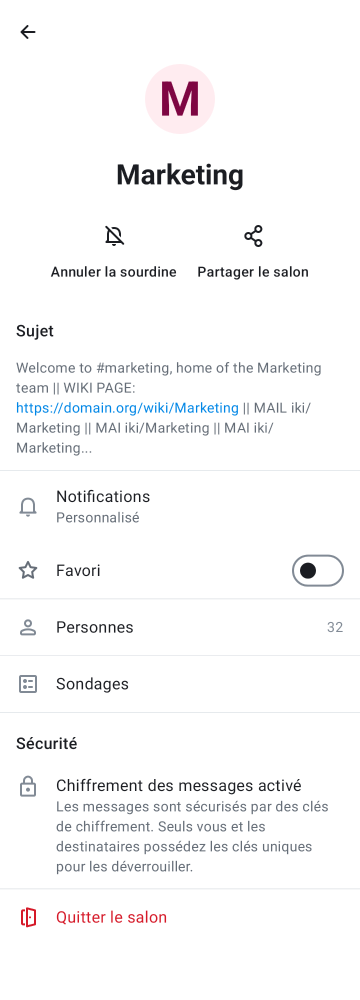 M
Marketing
Annuler la sourdine
Partager le salon
Sujet
Welcome to #marketing, home of the Marketing
team || WIKI PAGE:
https://domain.org/wiki/Marketing || MAIL iki/
Marketing || MAI iki/Marketing || MAI iki/
Marketing...
Notifications
Personnalisé
Favori
Personnes 32
Sondages
Sécurité
Chiffrement des messages activé
Les messages sont sécurisés par des clés
de chiffrement. Seuls vous et les
destinataires possédez les clés uniques
pour les déverrouiller.
Quitter le salon